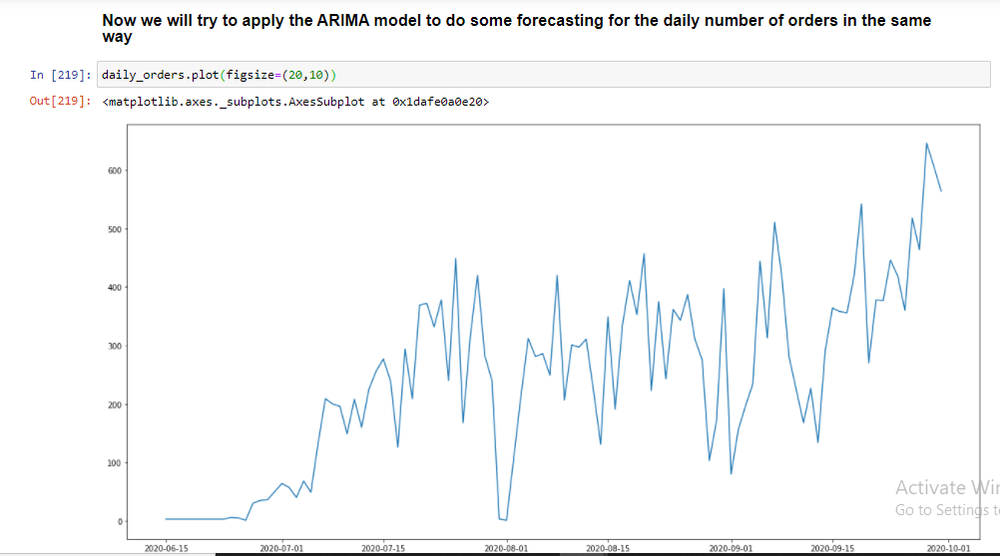 Now we will try to apply the ARIMA model to do some forecasting for the daily number of orders in the same
way
In [219]: daily_orders.plot(figsize=(20,10))
Out[219]: <matplotlib.axes._subplots.AxesSubplot at 0x1dafe0a0e20>
600
500
400
300
200
100
0
2020-06-15 2020-07-01 2020-07-15 2020-08-01 2020-08-15 2020-09-01 2020-09-15 2020-10-01
Activate Win
Go to Settings t